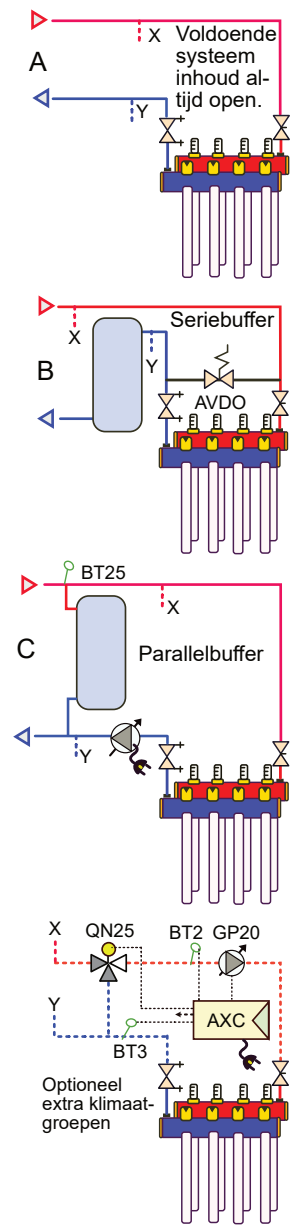 A
X
Voldoende
systeem
inhoud al-
tijd open.
Y
B
X
Seriebuffer
Y
AVDO
BT25
C
X
Parallelbuffer
Y
X
QN25
BT2
GP20
Y
AXC
BT3
Optioneel
extra klimaat-
groepen